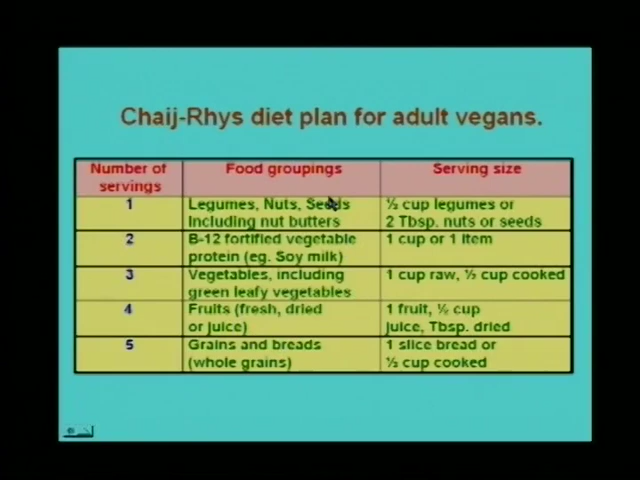 Chaij-Rhys diet plan for adult vegans.
Number of servings | Food groupings | Serving size
1 | Legumes, Nuts, Seeds including nut butters | ½ cup legumes or 2 Tbsp. nuts or seeds
2 | B-12 fortified vegetable protein (eg. Soy milk) | 1 cup or 1 item
3 | Vegetables, including green leafy vegetables | 1 cup raw, ½ cup cooked
4 | Fruits (fresh, dried or juice) | 1 fruit, ½ cup juice, Tbsp. dried
5 | Grains and breads (whole grains) | 1 slice bread or ½ cup cooked